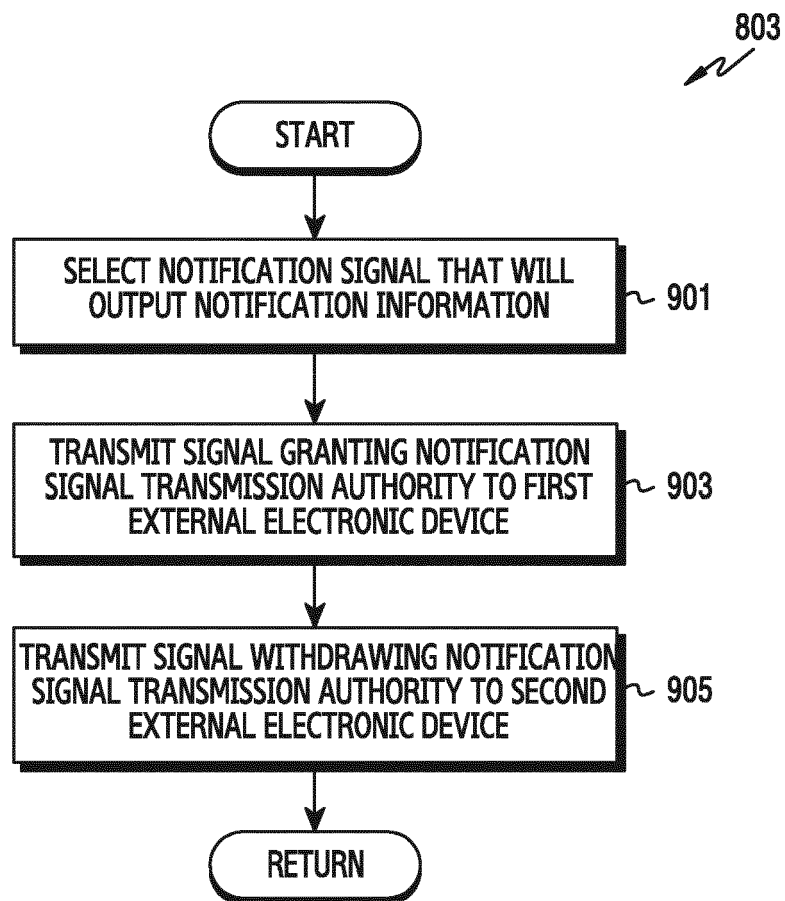 803
START
SELECT NOTIFICATION SIGNAL THAT WILL
OUTPUT NOTIFICATION INFORMATION
901
TRANSMIT SIGNAL GRANTING NOTIFICATION
SIGNAL TRANSMISSION AUTHORITY TO FIRST
EXTERNAL ELECTRONIC DEVICE
903
TRANSMIT SIGNAL WITHDRAWING NOTIFICATION
SIGNAL TRANSMISSION AUTHORITY TO SECOND
EXTERNAL ELECTRONIC DEVICE
905
RETURN